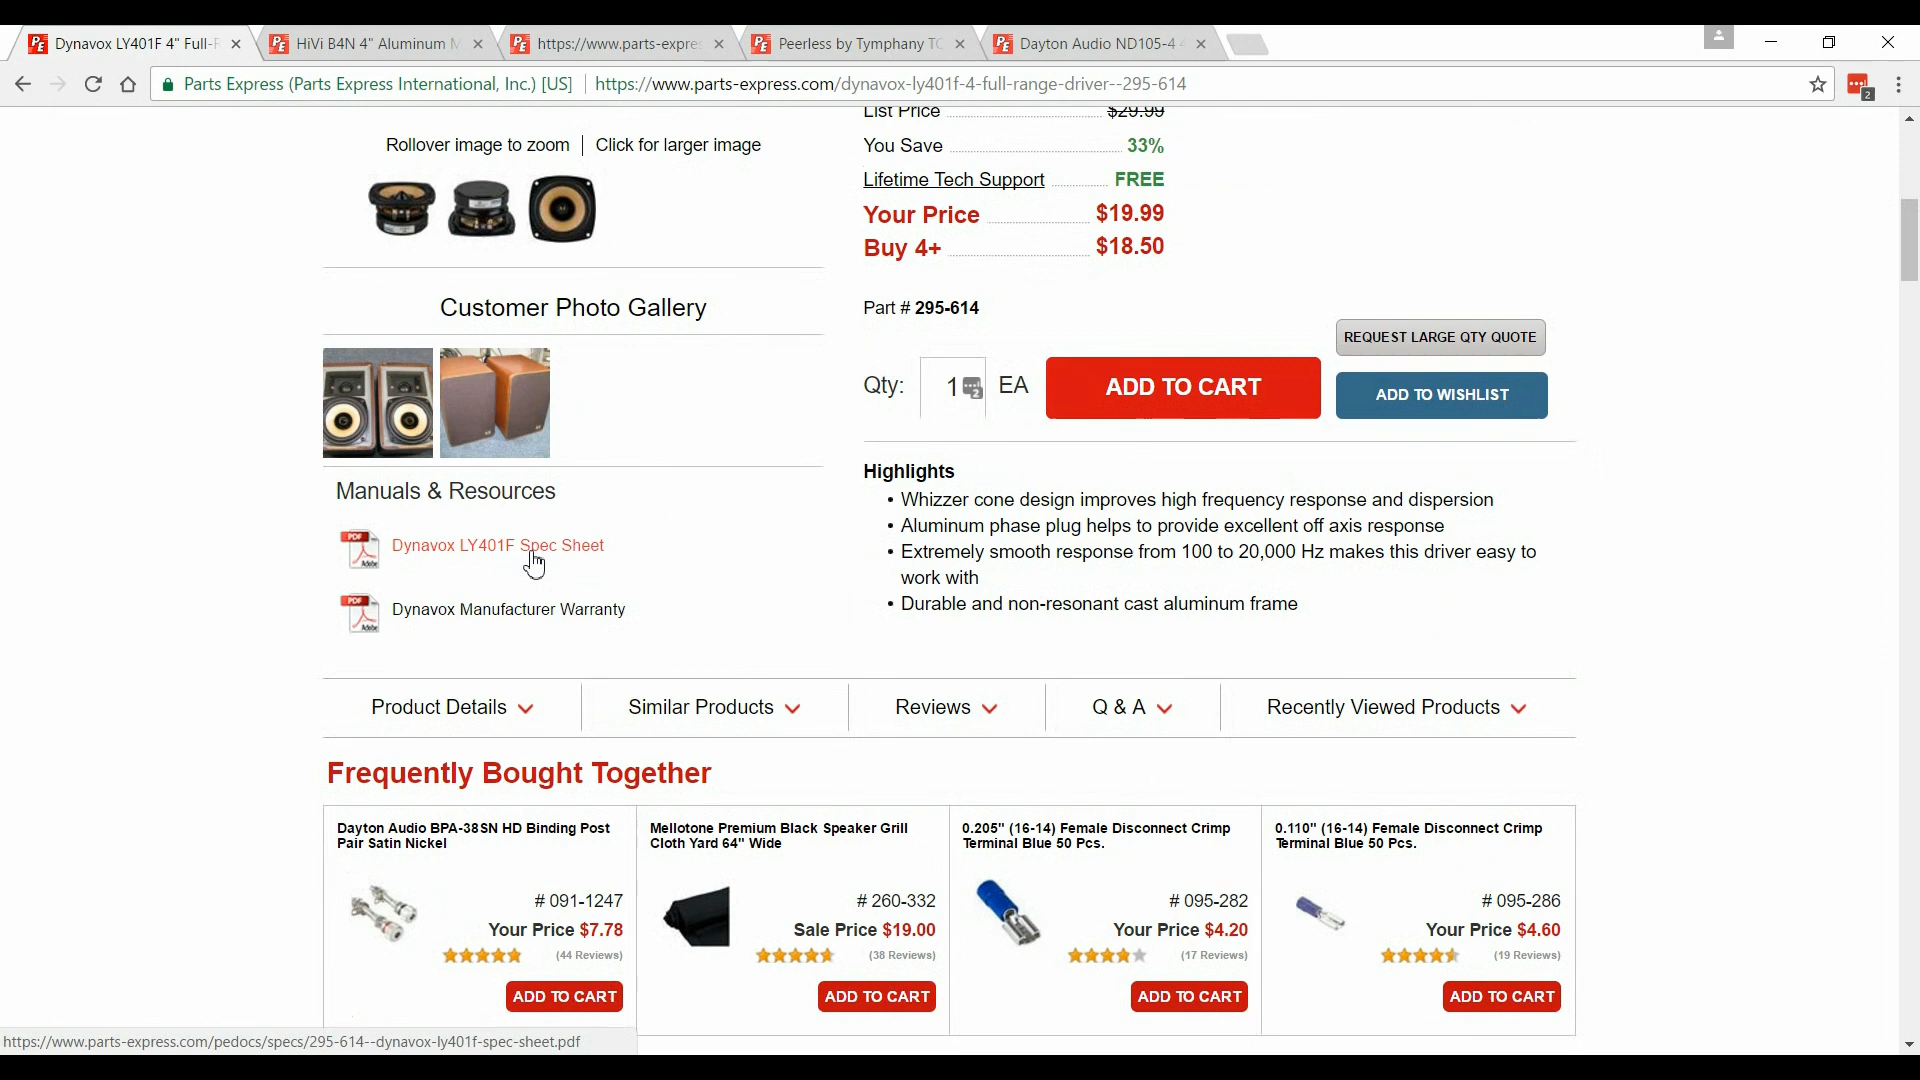 Dynavox LY401F 4" Full-R
HiVi B4N 4" Aluminum M
https://www.parts-expre
Peerless by Tymphany TC
Dayton Audio ND105-4 4
Parts Express (Parts Express International, Inc.) [US]
https://www.parts-express.com/dynavox-ly401f-4-full-range-driver--295-614
2
Rollover image to zoom | Click for larger image
Customer Photo Gallery
Manuals & Resources
PDF Adobe
Dynavox LY401F Spec Sheet
PDF Adobe
Dynavox Manufacturer Warranty
List Price $29.99
You Save 33%
Lifetime Tech Support FREE
Your Price $19.99
Buy 4+ $18.50
Part # 295-614
REQUEST LARGE QTY QUOTE
Qty: 1 2 EA
ADD TO CART
ADD TO WISHLIST
Highlights
• Whizzer cone design improves high frequency response and dispersion
• Aluminum phase plug helps to provide excellent off axis response
• Extremely smooth response from 100 to 20,000 Hz makes this driver easy to
work with
• Durable and non-resonant cast aluminum frame
Product Details
Similar Products
Reviews
Q & A
Recently Viewed Products
Frequently Bought Together
Dayton Audio BPA-38SN HD Binding Post
Pair Satin Nickel
# 091-1247
Your Price $7.78
(44 Reviews)
ADD TO CART
Mellotone Premium Black Speaker Grill
Cloth Yard 64" Wide
# 260-332
Sale Price $19.00
(38 Reviews)
ADD TO CART
0.205" (16-14) Female Disconnect Crimp
Terminal Blue 50 Pcs.
# 095-282
Your Price $4.20
(17 Reviews)
ADD TO CART
0.110" (16-14) Female Disconnect Crimp
Terminal Blue 50 Pcs.
# 095-286
Your Price $4.60
(19 Reviews)
ADD TO CART
https://www.parts-express.com/pedocs/specs/295-614--dynavox-ly401f-spec-sheet.pdf